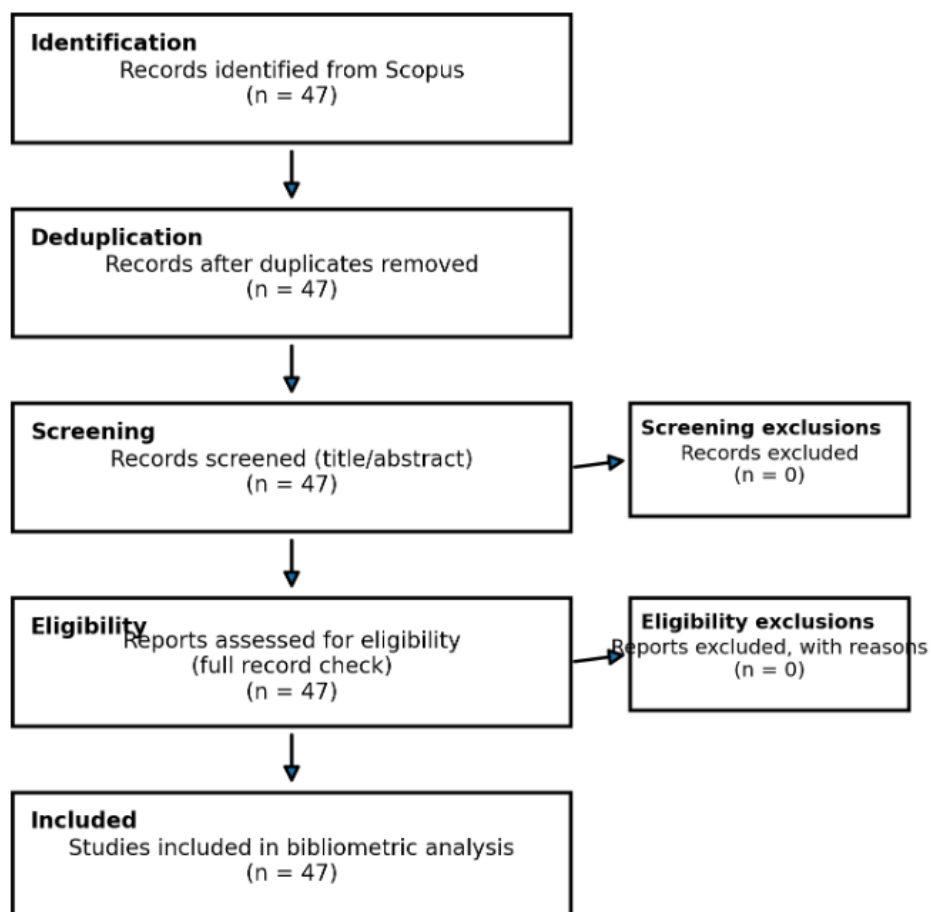 Identification
Records identified from Scopus
(n = 47)
Deduplication
Records after duplicates removed
(n = 47)
Screening
Records screened (title/abstract)
(n = 47)
Screening exclusions
Records excluded
(n = 0)
Eligibility
Reports assessed for eligibility
(full record check)
(n = 47)
Eligibility exclusions
Reports excluded, with reasons
(n = 0)
Included
Studies included in bibliometric analysis
(n = 47)